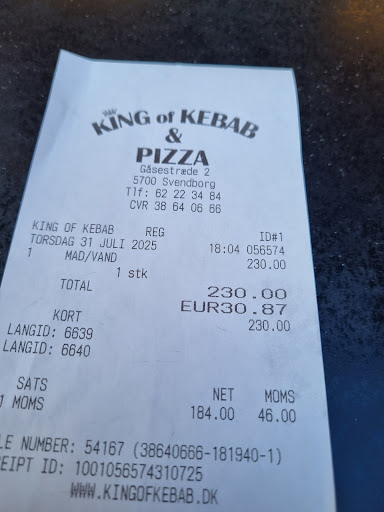 KING of KEBAB
&
PIZZA
Gåsestræde 2
5700 Svendborg
Tlf: 62 22 34 84
CVR 38 64 06 66
KING OF KEBAB REG ID#1
TORSDAG 31 JULI 2025 18:04 056574
1 MAD/VAND 230.00
1 stk
TOTAL 230.00
EUR30.87
KORT 230.00
LANGID: 6639
LANGID: 6640
SATS NET MOMS
1 MOMS 184.00 46.00
LE NUMBER: 54167 (38640666-181940-1)
EIPT ID: 1001056574310725
WWW.KINGOFKEBAB.DK